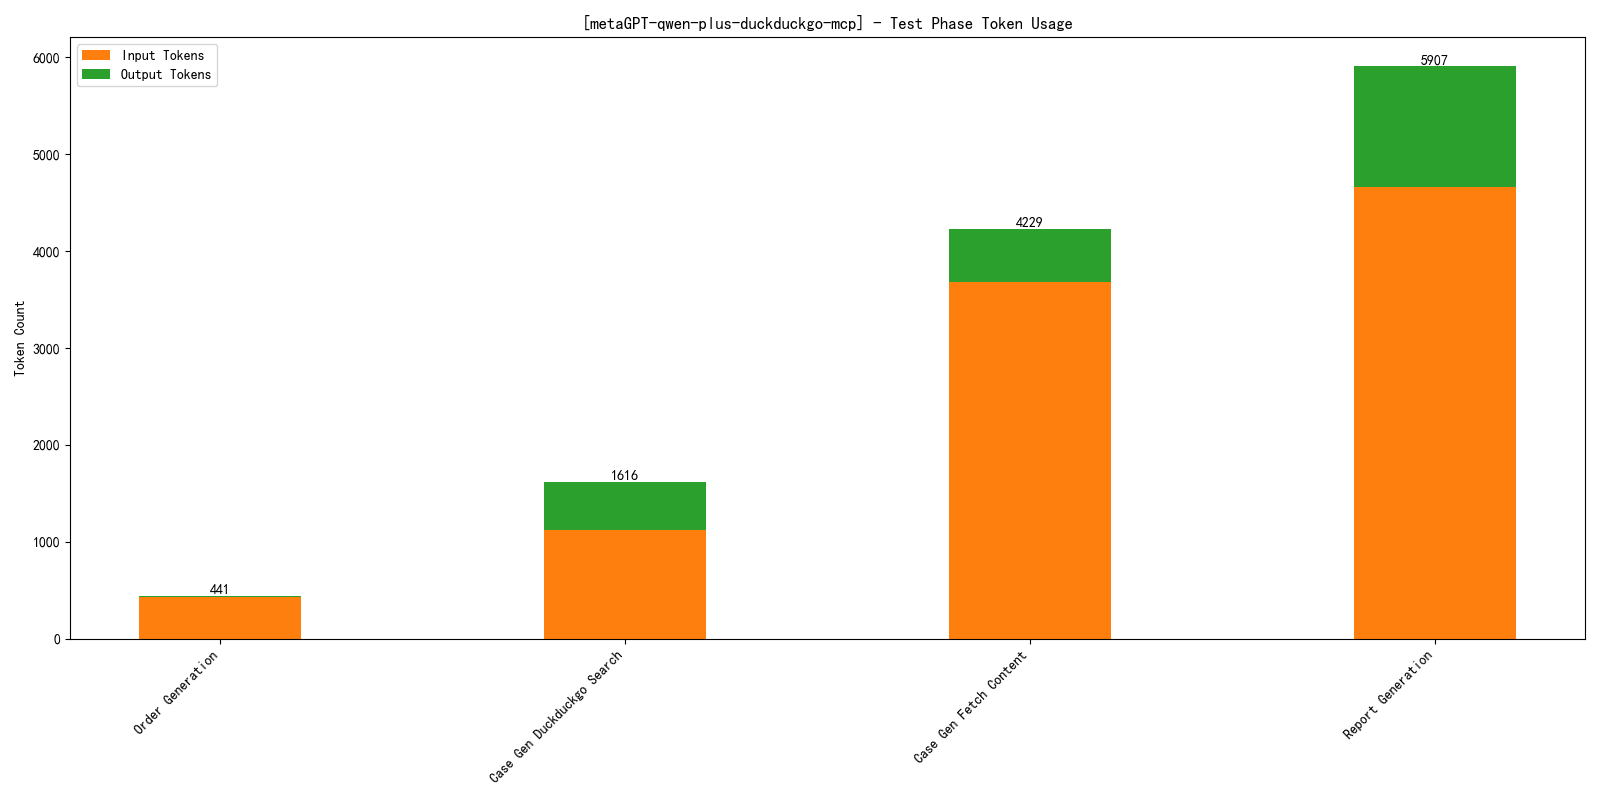 [metaGPT-qwen-plus-duckduckgo-mcp] - Test Phase Token Usage
Input Tokens
Output Tokens
Token Count
6000
5000
4000
3000
2000
1000
0
441
1616
4229
5907
Order Generation
Case Gen Duckduckgo Search
Case Gen Fetch Content
Report Generation